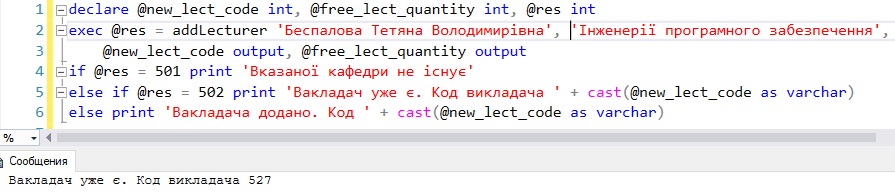 1 declare @new_lect_code int, @free_lect_quantity int, @res int
2 exec @res = addLecturer 'Беспалова Тетяна Володимирівна', 'Інженерії програмного забезпечення',
3 @new_lect_code output, @free_lect_quantity output
4 if @res = 501 print 'Вказаної кафедри не існує'
5 else if @res = 502 print 'Вакладач уже є. Код викладача ' + cast(@new_lect_code as varchar)
6 else print 'Вакладача додано. Код ' + cast(@new_lect_code as varchar)
%
Сообщения
Вакладач уже є. Код викладача 527